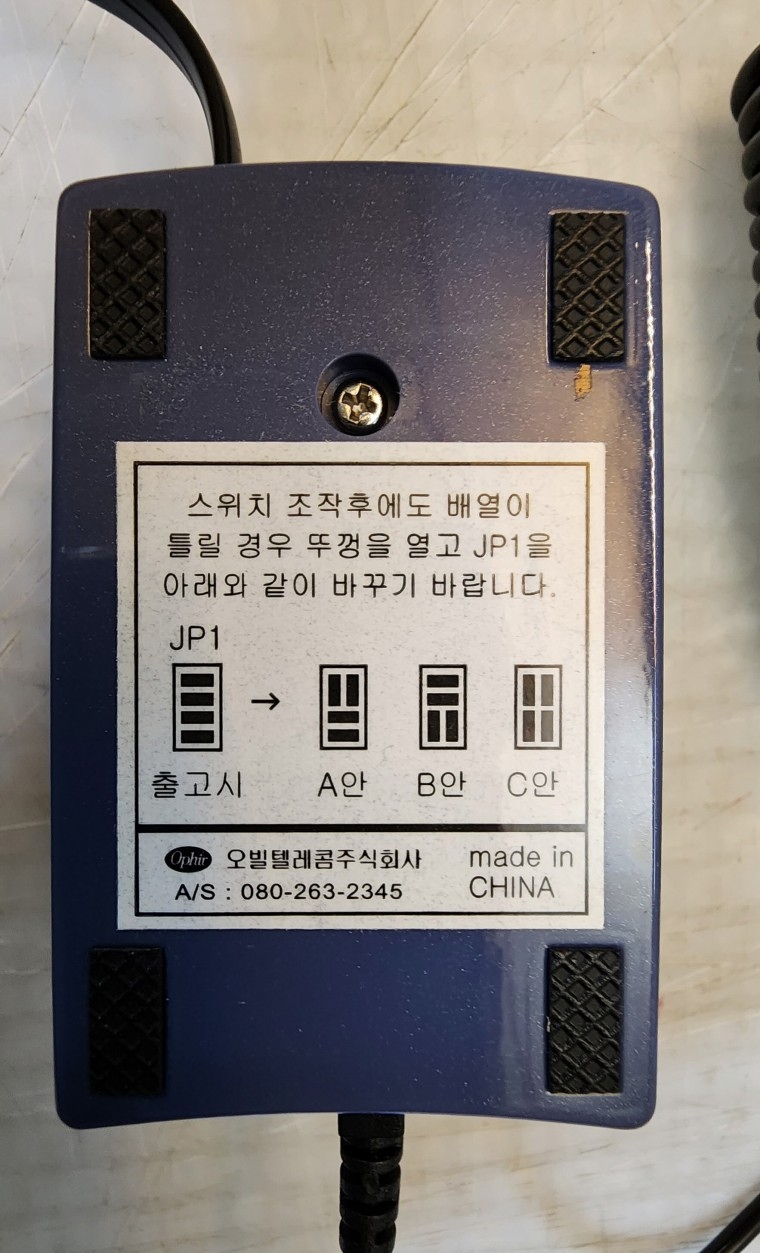 스위치 조작후에도 배열이
틀릴 경우 뚜껑을 열고 JP1을
아래와 같이 바꾸기 바랍니다.
JP1
→
출고시 A안 B안 C안
Ophir 오빌텔레콤주식회사
A/S : 080-263-2345
made in
CHINA